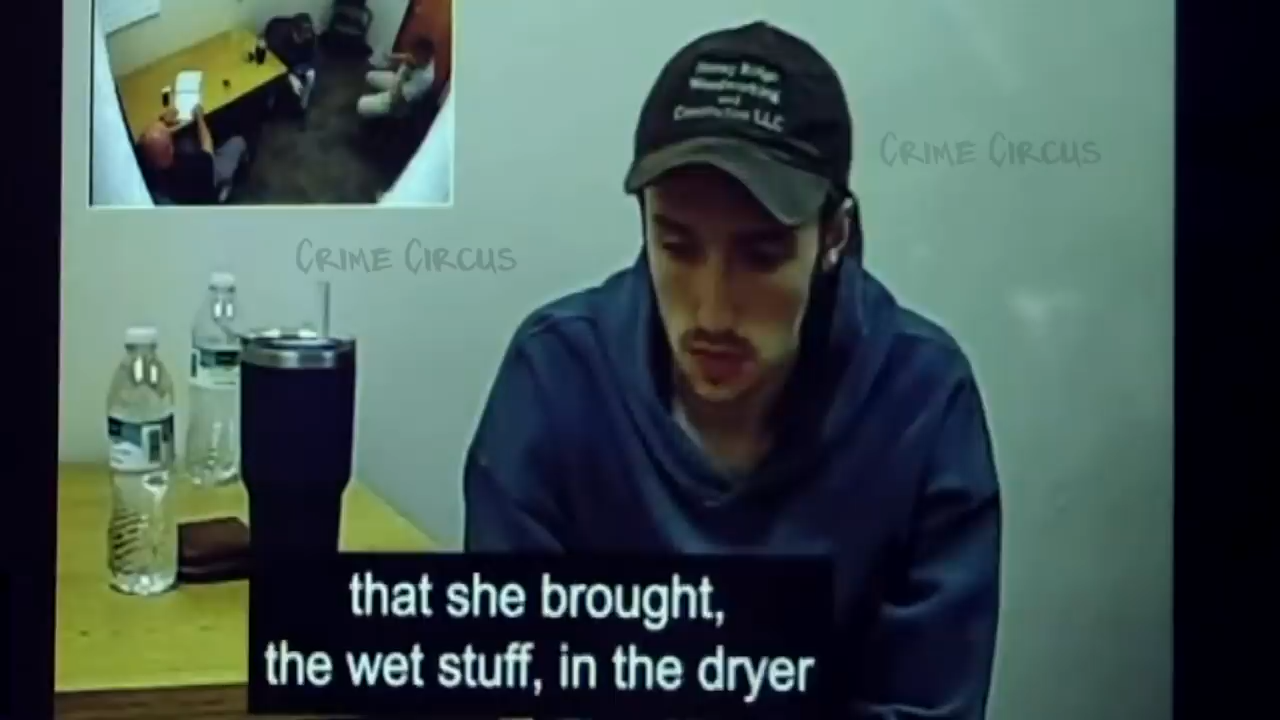 Woodworking
and
Construction LLC
CRIME CIRCUS
CRIME CIRCUS
that she brought,
the wet stuff, in the dryer